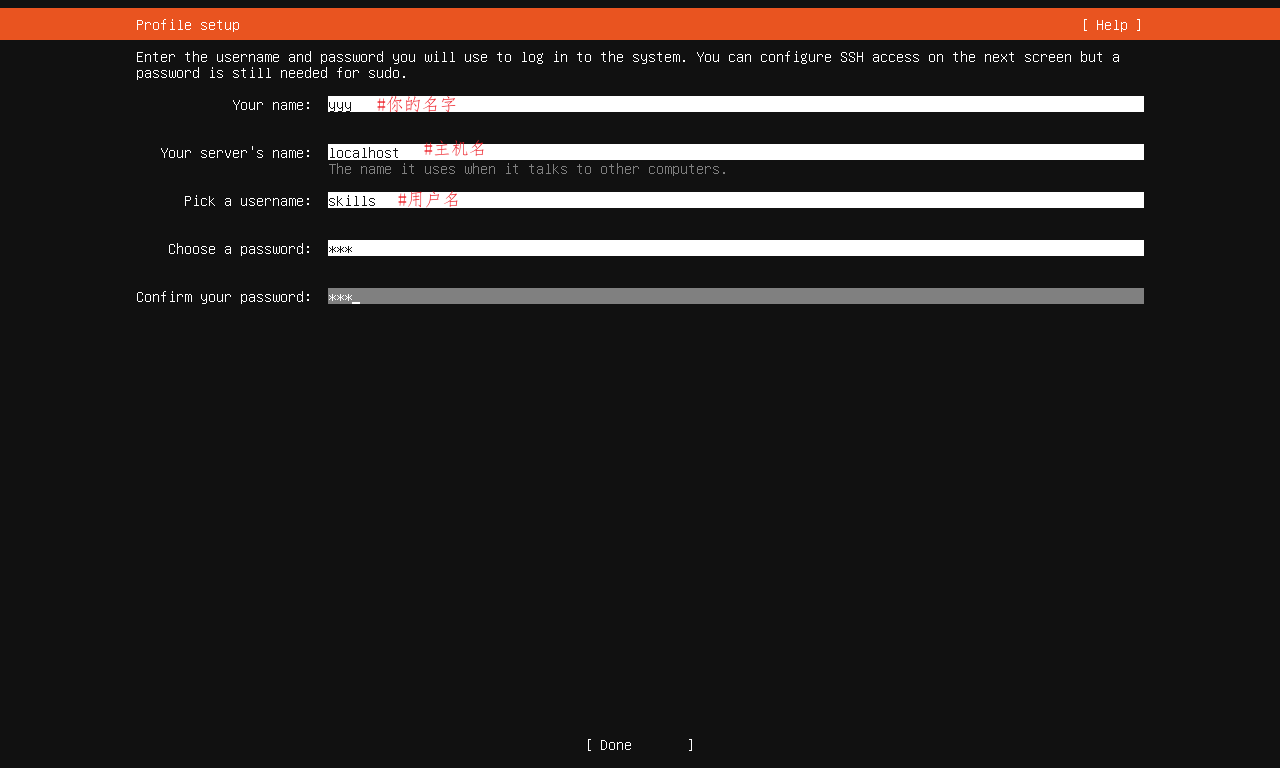 Profile setup [ Help ]
Enter the username and password you will use to log in to the system. You can configure SSH access on the next screen but a
password is still needed for sudo.
Your name: yyy #你的名字
Your server's name: localhost #主机名
The name it uses when it talks to other computers.
Pick a username: skills #用户名
Choose a password: ***
Confirm your password: ***_
[ Done ]